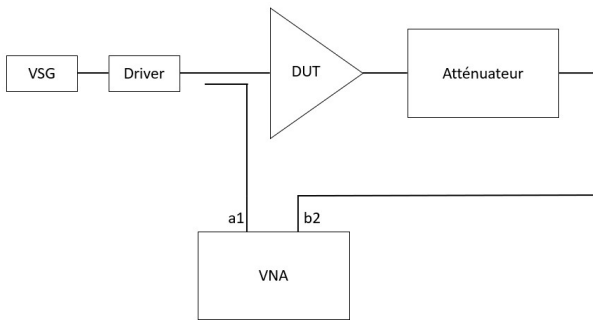 VSG
Driver
DUT
Atténuateur
a1
b2
VNA